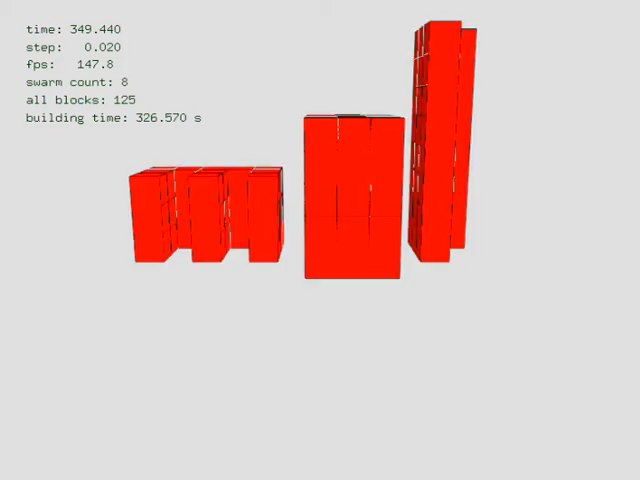 time: 349.440
step:   0.020
fps:   147.8
swarm count: 8
all blocks: 125
building time: 326.570 s